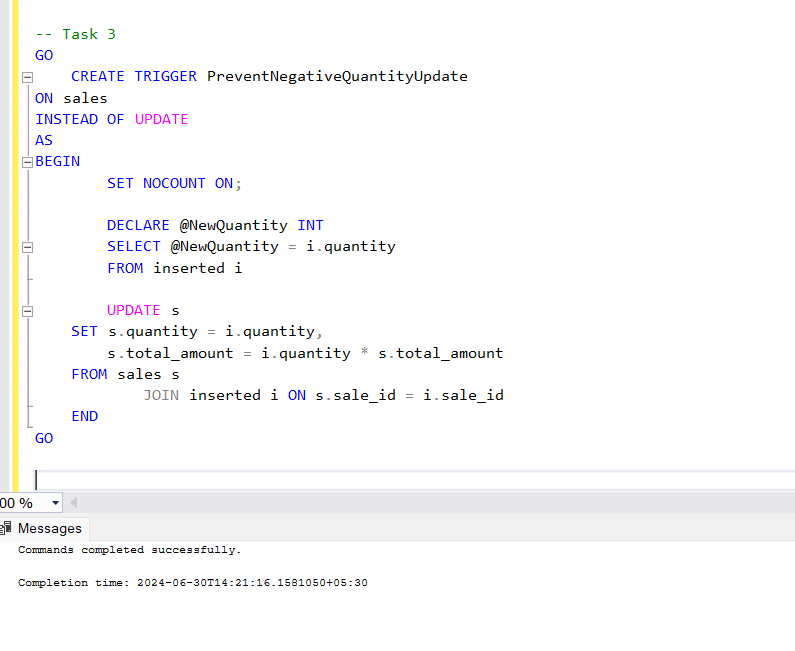 -- Task 3
GO
CREATE TRIGGER PreventNegativeQuantityUpdate
ON sales
INSTEAD OF UPDATE
AS
BEGIN
SET NOCOUNT ON;
DECLARE @NewQuantity INT
SELECT @NewQuantity = i.quantity
FROM inserted i
UPDATE s
SET s.quantity = i.quantity,
s.total_amount = i.quantity * s.total_amount
FROM sales s
JOIN inserted i ON s.sale_id = i.sale_id
END
GO
00 %
Messages
Commands completed successfully.
Completion time: 2024-06-30T14:21:16.1581050+05:30